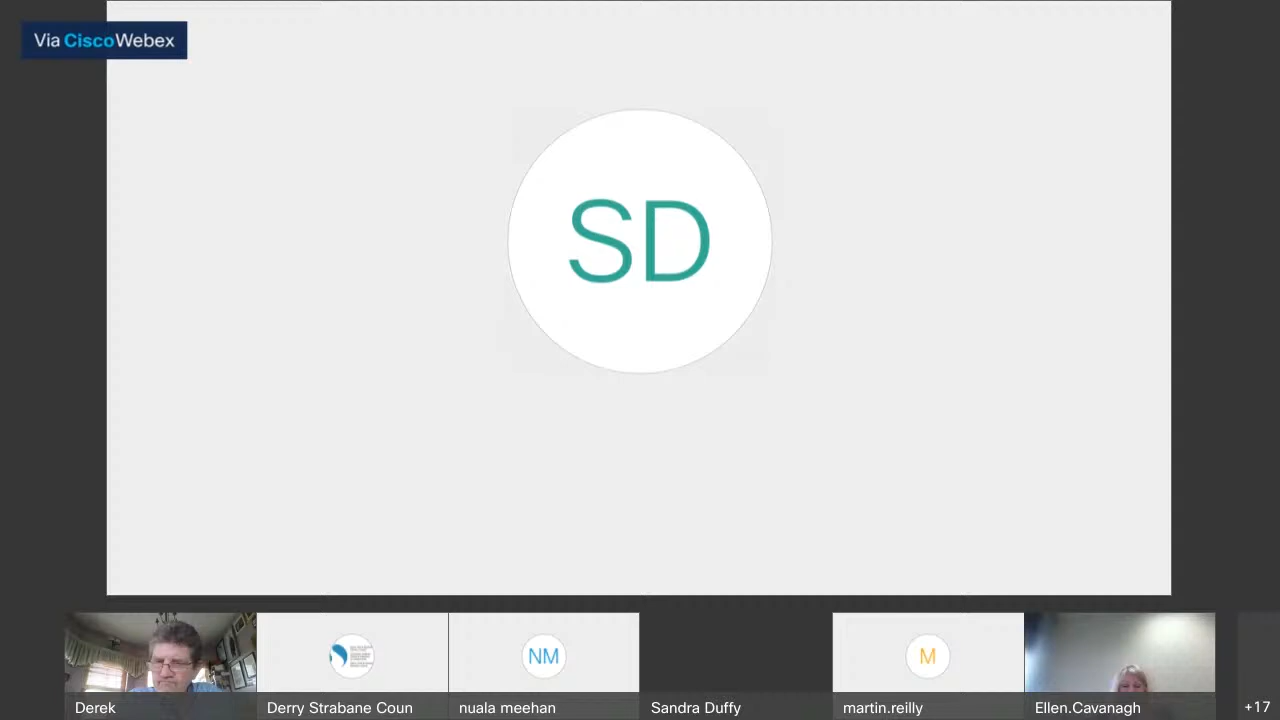 Via CiscoWebex
SD
NM
M
Derek
Derry Strabane Coun
nuala meehan
Sandra Duffy
martin.reilly
Ellen.Cavanagh
+17